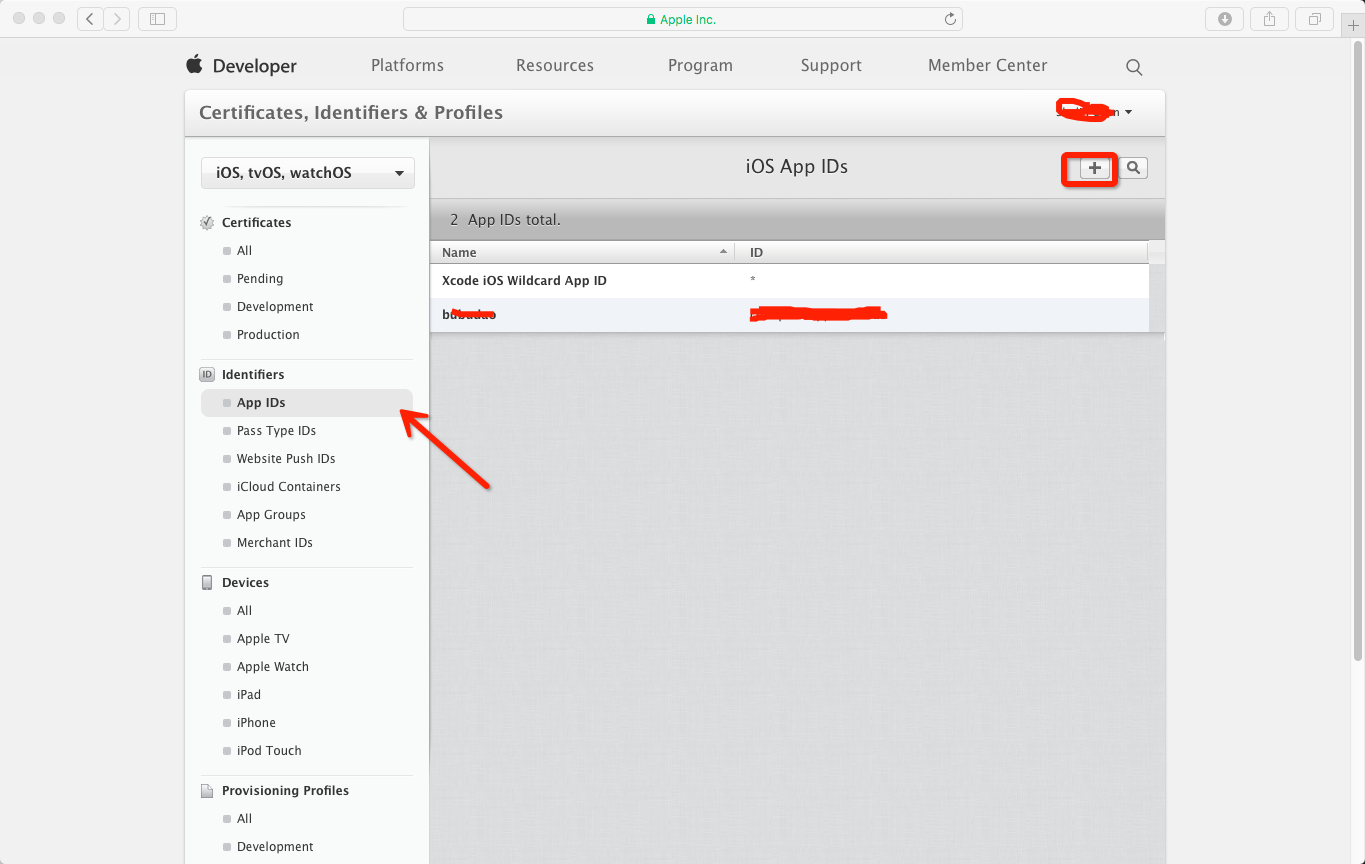 Apple Inc.
Developer
Platforms
Resources
Program
Support
Member Center
Certificates, Identifiers & Profiles
iOS, tvOS, watchOS
Certificates
All
Pending
Development
Production
Identifiers
ID
App IDs
Pass Type IDs
Website Push IDs
iCloud Containers
App Groups
Merchant IDs
Devices
All
Apple TV
Apple Watch
iPad
iPhone
iPod Touch
Provisioning Profiles
All
Development
iOS App IDs
2 App IDs total.
Name
ID
Xcode iOS Wildcard App ID
*